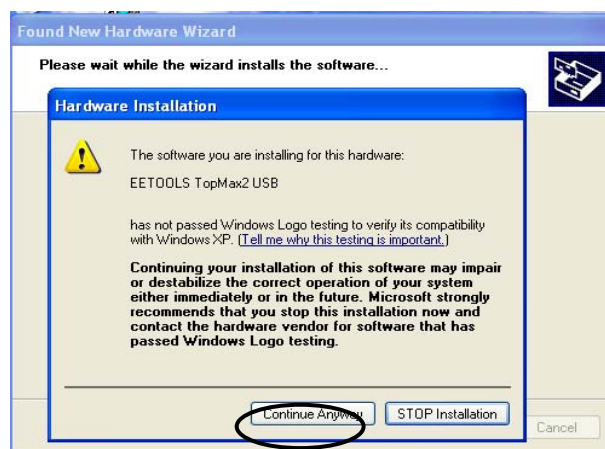 Found New Hardware Wizard
Please wait while the wizard installs the software...
Hardware Installation
The software you are installing for this hardware:
EETOOLS TopMax2 USB
has not passed Windows Logo testing to verify its compatibility
with Windows XP. (Tell me why this testing is important.)
Continuing your installation of this software may impair
or destabilize the correct operation of your system
either immediately or in the future. Microsoft strongly
recommends that you stop this installation now and
contact the hardware vendor for software that has
passed Windows Logo testing.
Continue Anyway
STOP Installation
Cancel